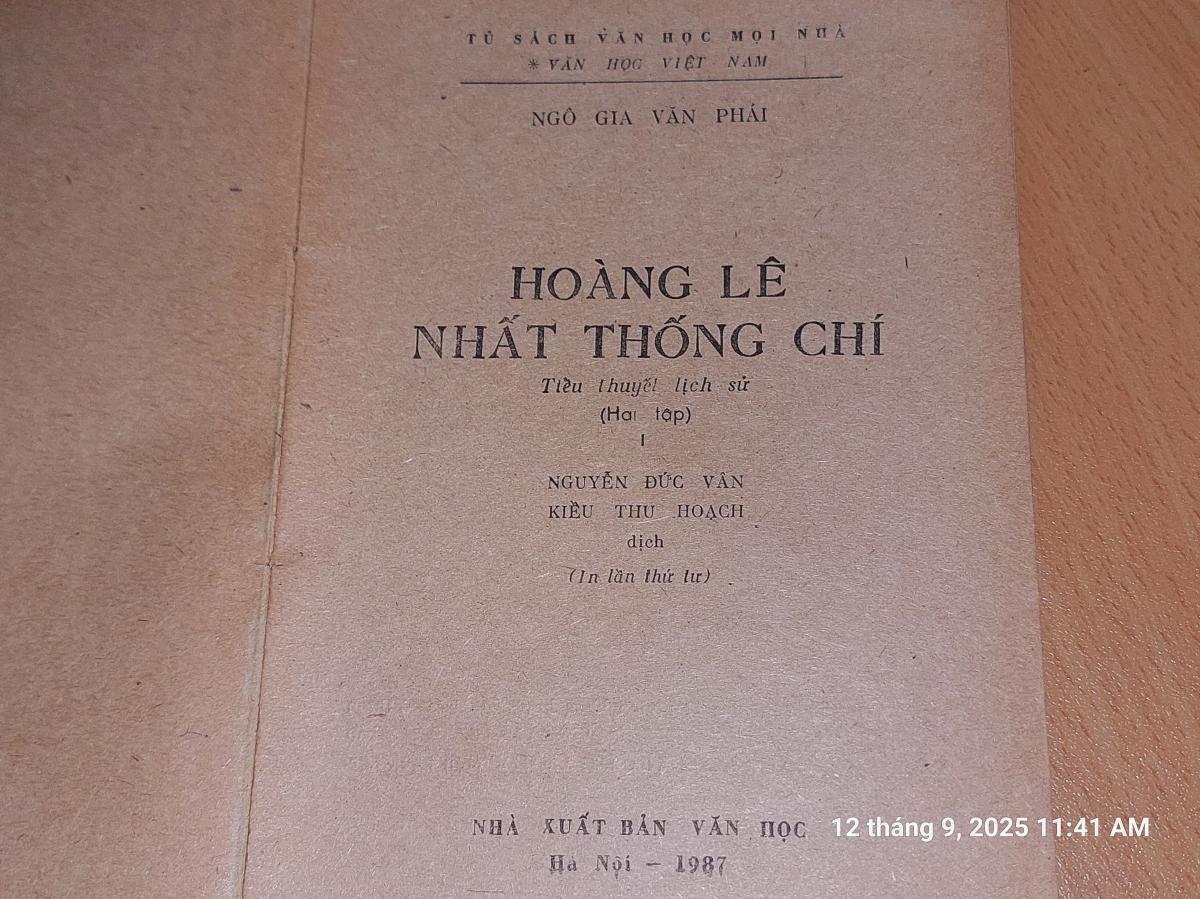 TỦ SÁCH VĂN HỌC MỌI NHÀ
* VĂN HỌC VIỆT NAM
NGÔ GIA VĂN PHÁI
HOÀNG LÊ
NHẤT THỐNG CHÍ
Tiểu thuyết lịch sử
(Hai tập)
I
NGUYỄN ĐỨC VÂN
KIỀU THU HOẠCH
dịch
(In lần thứ tư)
NHÀ XUẤT BẢN VĂN HỌC
Hà Nội – 1987
12 tháng 9, 2025 11:41 AM